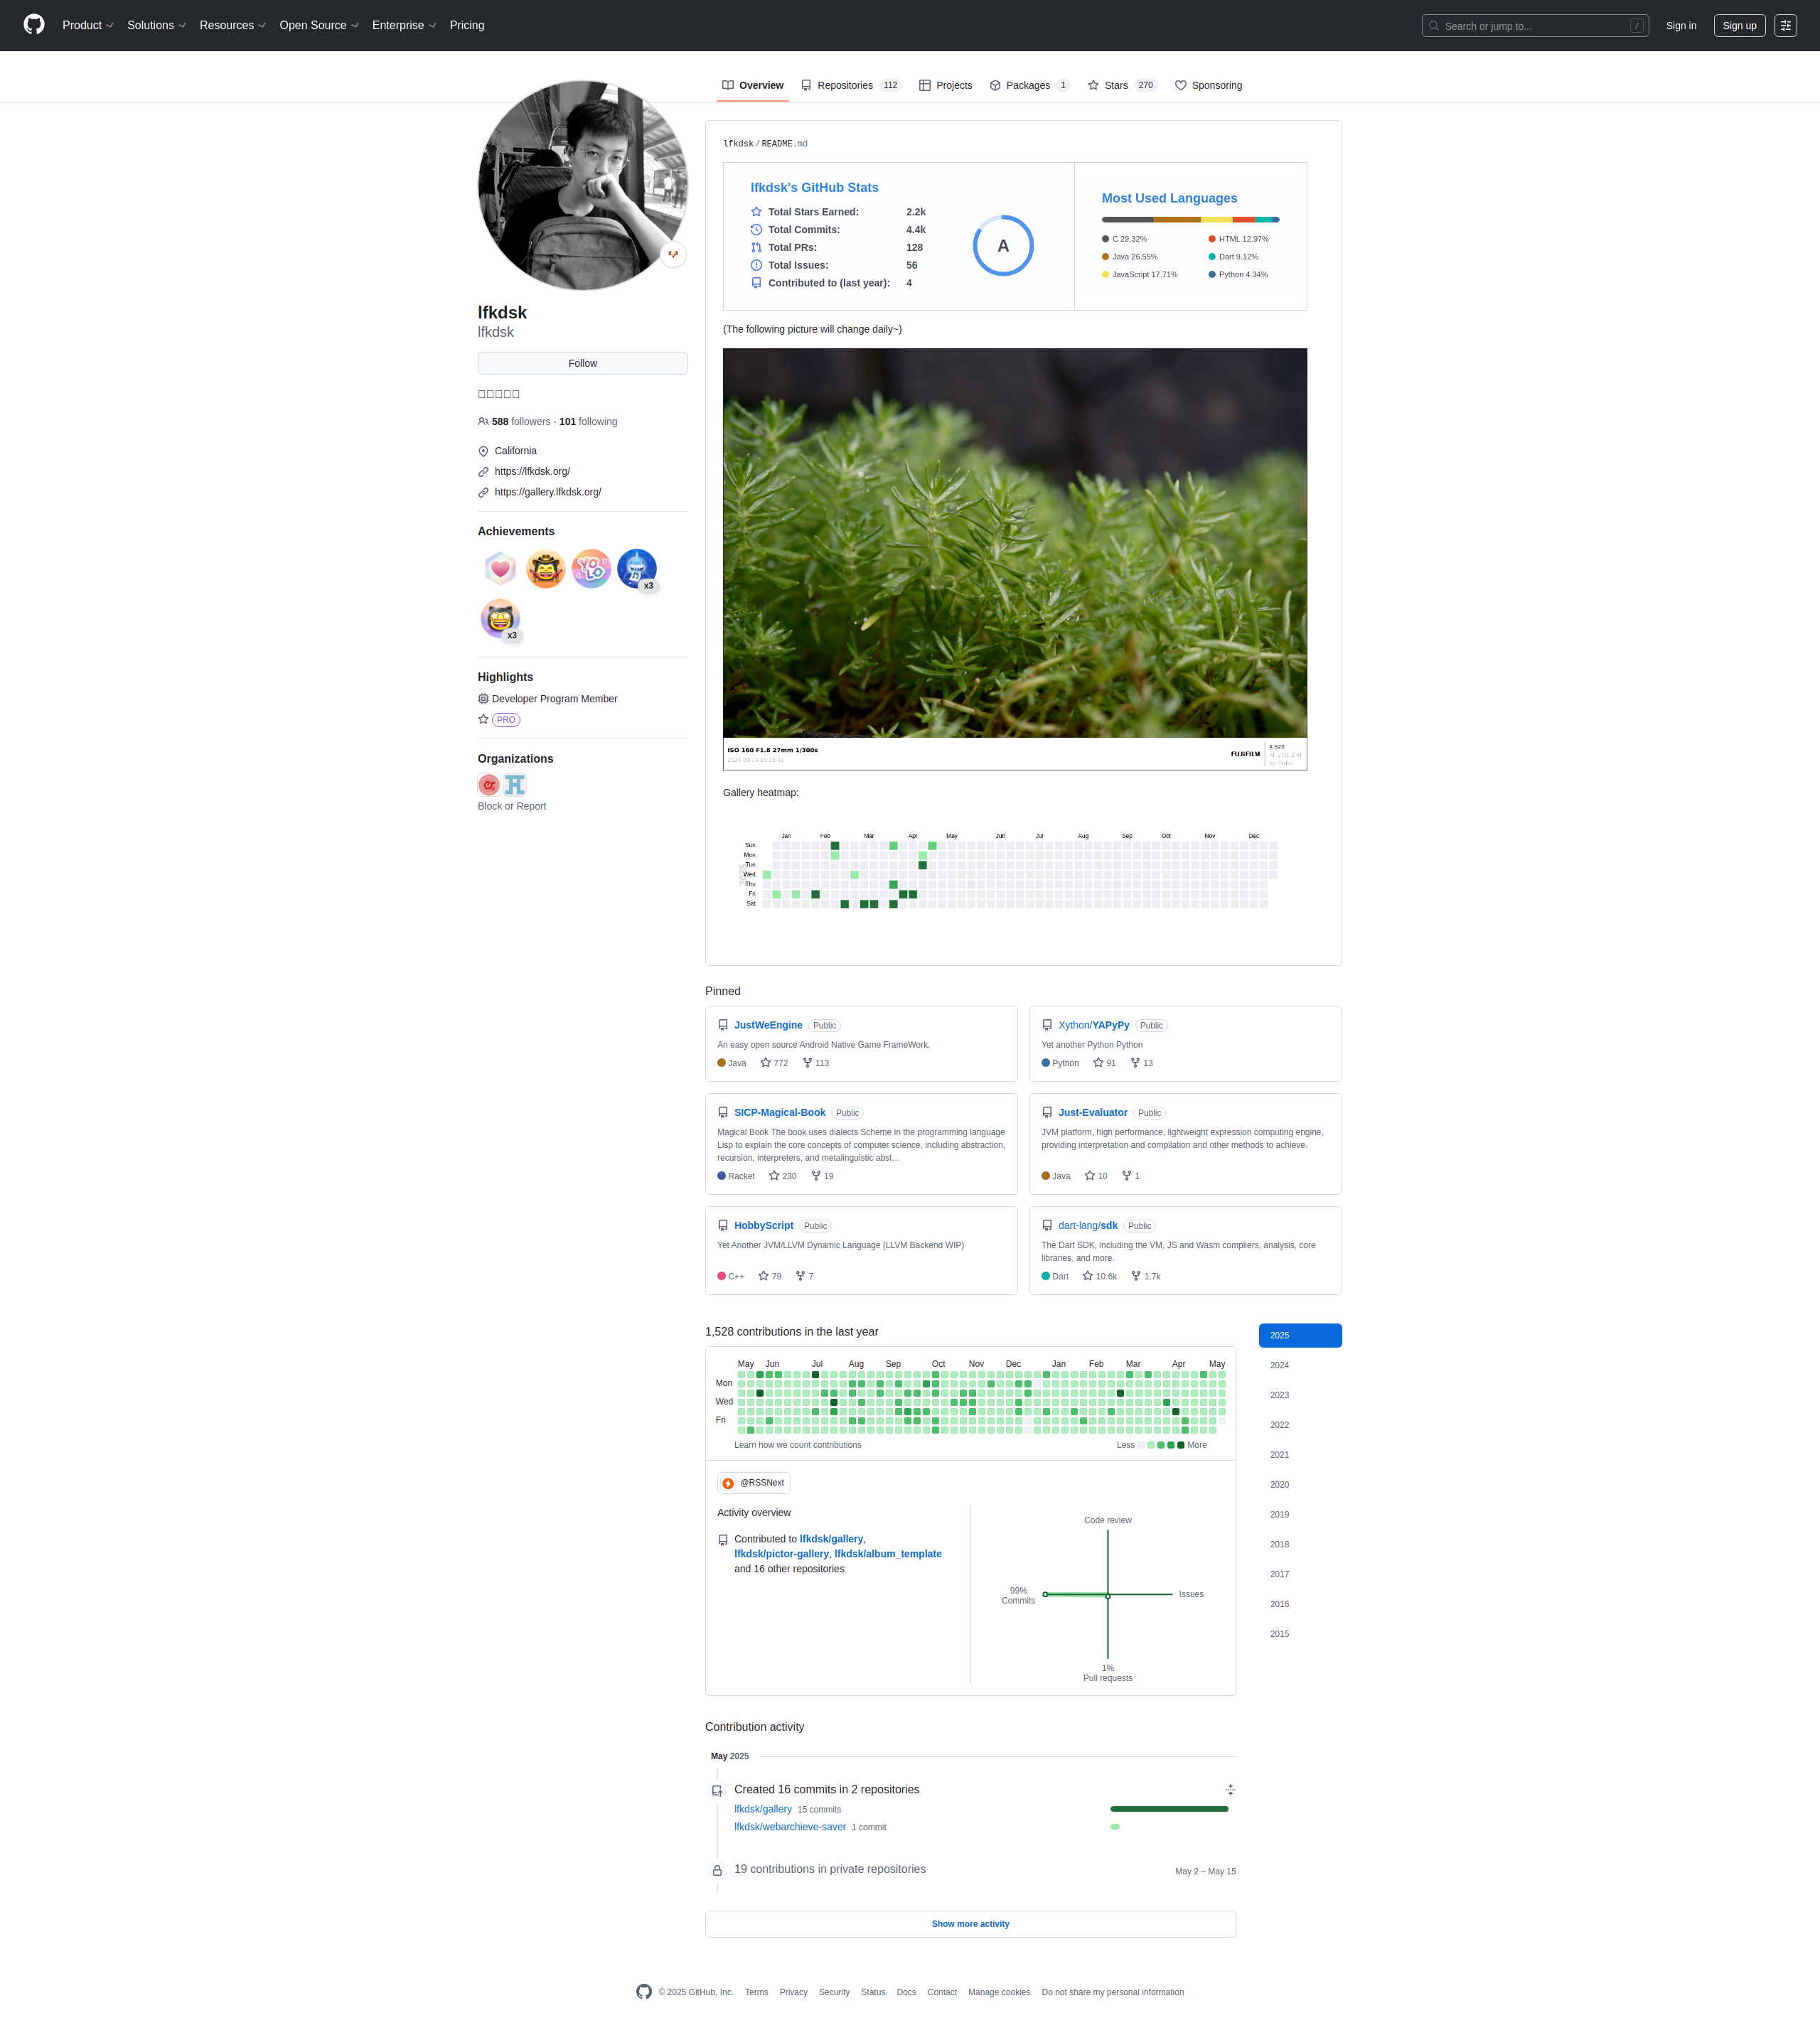 Product Solutions Resources Open Source Enterprise Pricing
Search or jump to... / Sign in Sign up
Overview Repositories 112 Projects Packages 1 Stars 270 Sponsoring
lfkdsk
lfkdsk
Follow
588 followers · 101 following
California
https://lfkdsk.org/
https://gallery.lfkdsk.org/
Achievements
YOLO
x3
x3
Highlights
Developer Program Member
PRO
Organizations
Block or Report
lfkdsk/README.md
lfkdsk's GitHub Stats
Total Stars Earned: 2.2k
Total Commits: 4.4k
Total PRs: 128
Total Issues: 56
Contributed to (last year): 4
A
Most Used Languages
C 29.32% HTML 12.97%
Java 26.55% Dart 9.12%
JavaScript 17.71% Python 4.34%
(The following picture will change daily~)
ISO 160 F1.8 27mm 1/300s
FUJIFILM
X-S20
Gallery heatmap:
Jan Feb Mar Apr May Jun Jul Aug Sep Oct Nov Dec
2025
Sun.
Mon.
Tue.
Wed.
Thu.
Fri.
Sat.
Pinned
JustWeEngine Public
An easy open source Android Native Game FrameWork.
Java 772 113
Xython/YAPyPy Public
Yet another Python Python
Python 91 13
SICP-Magical-Book Public
Magical Book The book uses dialects Scheme in the programming language
Lisp to explain the core concepts of computer science, including abstraction,
recursion, interpreters, and metalinguistic abst…
Racket 230 19
Just-Evaluator Public
JVM platform, high performance, lightweight expression computing engine,
providing interpretation and compilation and other methods to achieve.
Java 10 1
HobbyScript Public
Yet Another JVM/LLVM Dynamic Language (LLVM Backend WIP)
C++ 79 7
dart-lang/sdk Public
The Dart SDK, including the VM, JS and Wasm compilers, analysis, core
libraries, and more.
Dart 10.6k 1.7k
1,528 contributions in the last year
May Jun Jul Aug Sep Oct Nov Dec Jan Feb Mar Apr May
Mon
Wed
Fri
Learn how we count contributions
Less More
@RSSNext
Activity overview
Contributed to lfkdsk/gallery,
lfkdsk/pictor-gallery, lfkdsk/album_template
and 16 other repositories
Code review
99%
Commits
Issues
1%
Pull requests
2025
2024
2023
2022
2021
2020
2019
2018
2017
2016
2015
Contribution activity
May 2025
Created 16 commits in 2 repositories
lfkdsk/gallery 15 commits
lfkdsk/webarchieve-saver 1 commit
19 contributions in private repositories
May 2 – May 15
Show more activity
© 2025 GitHub, Inc. Terms Privacy Security Status Docs Contact Manage cookies Do not share my personal information